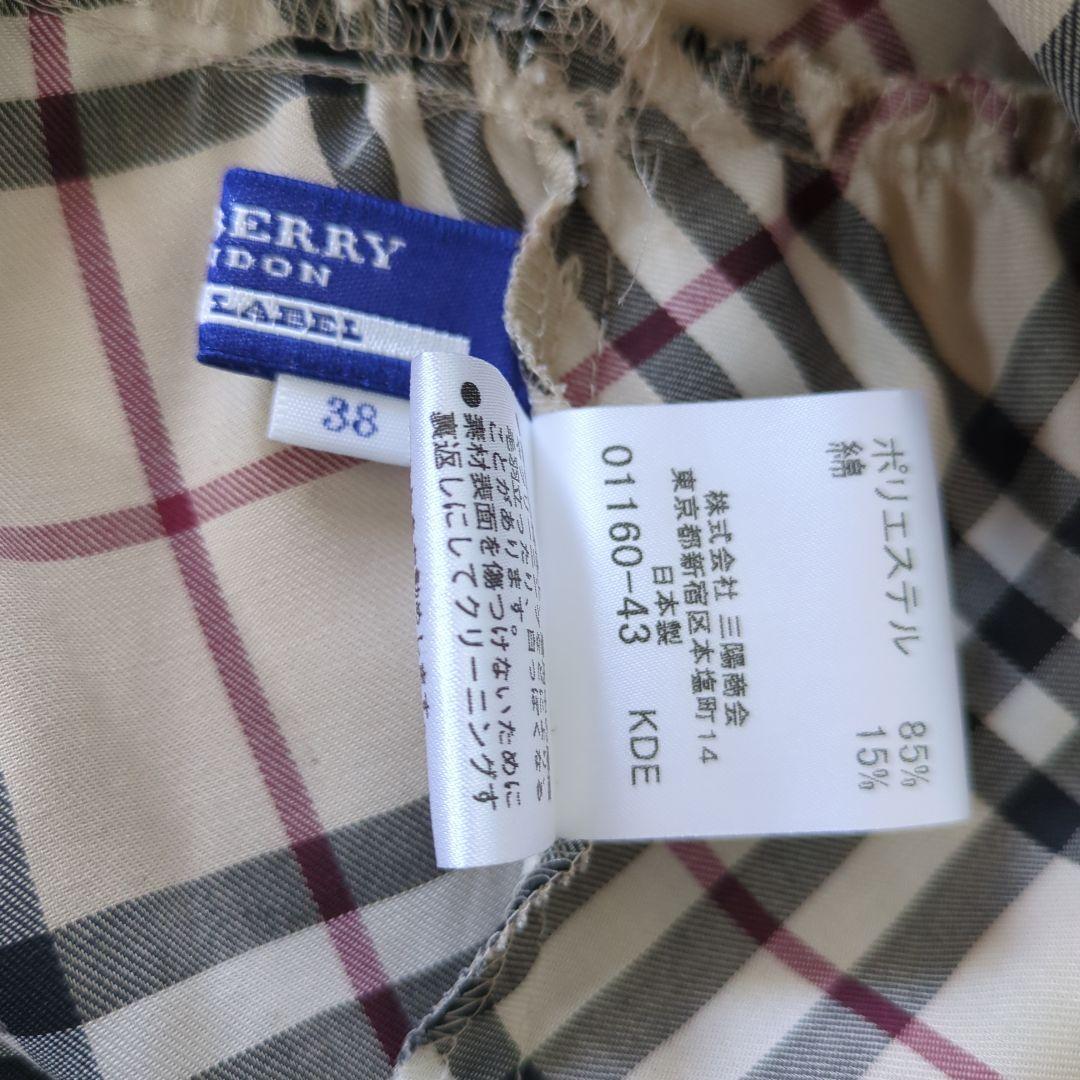 BERRY
NDON
LABEL
38
ポリエステル 85%
綿 15%
株式会社 三陽商会
東京都新宿区本塩町14
日本製
01160-43 KDE
ことがあります。
●素材表面を傷つけないために
裏返しにしてクリーニングす